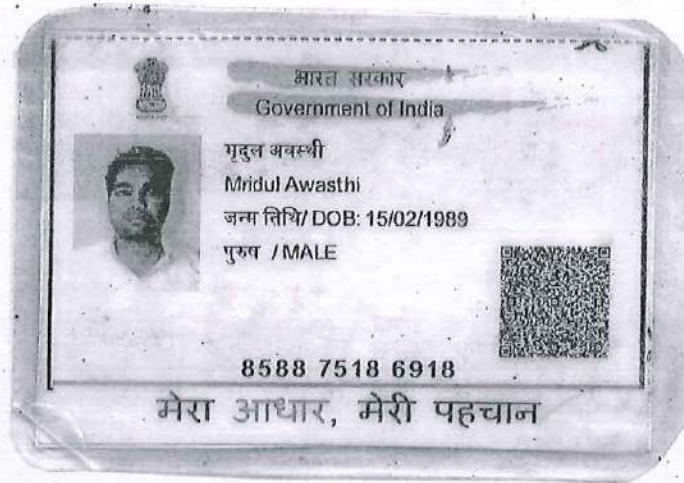 भारत सरकार
Government of India
मृदुल अवस्थी
Mridul Awasthi
जन्म तिथि/ DOB: 15/02/1989
पुरुष / MALE
8588 7518 6918
मेरा आधार, मेरी पहचान